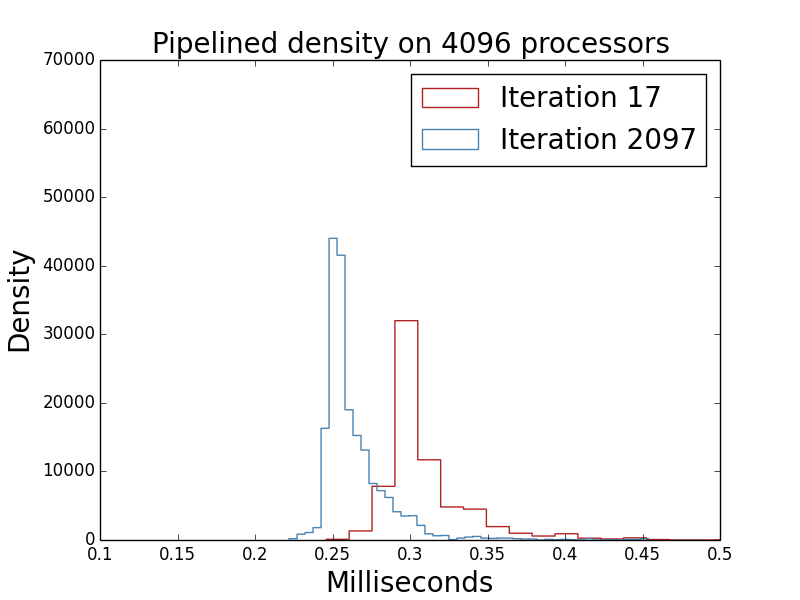 Pipelined density on 4096 processors
70000
60000
50000
40000
30000
20000
10000
0
Density
Iteration 17
Iteration 2097
0.1 0.15 0.2 0.25 0.3 0.35 0.4 0.45 0.5
Milliseconds